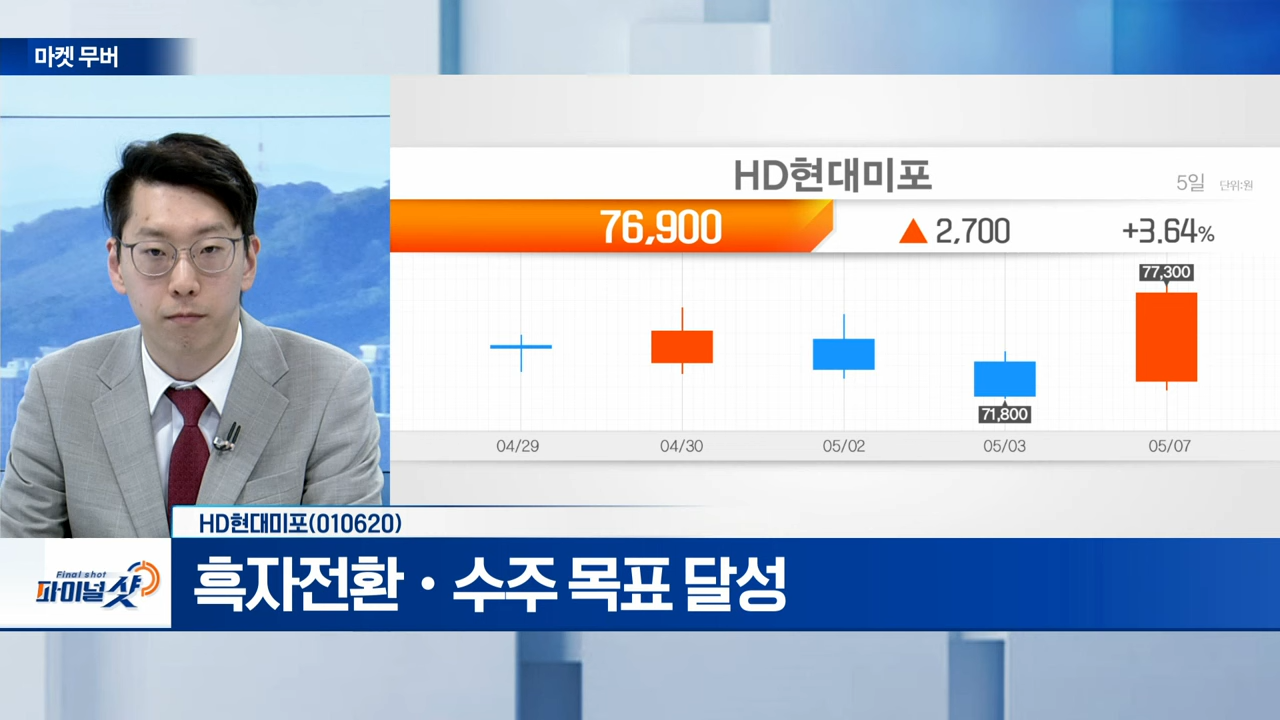 마켓 무버
HD현대미포
5일 단위:원
76,900 ▲ 2,700 +3.64%
77,300
71,800
04/29 04/30 05/02 05/03 05/07
HD현대미포(010620)
Final shot
파이널샷
흑자전환 · 수주 목표 달성